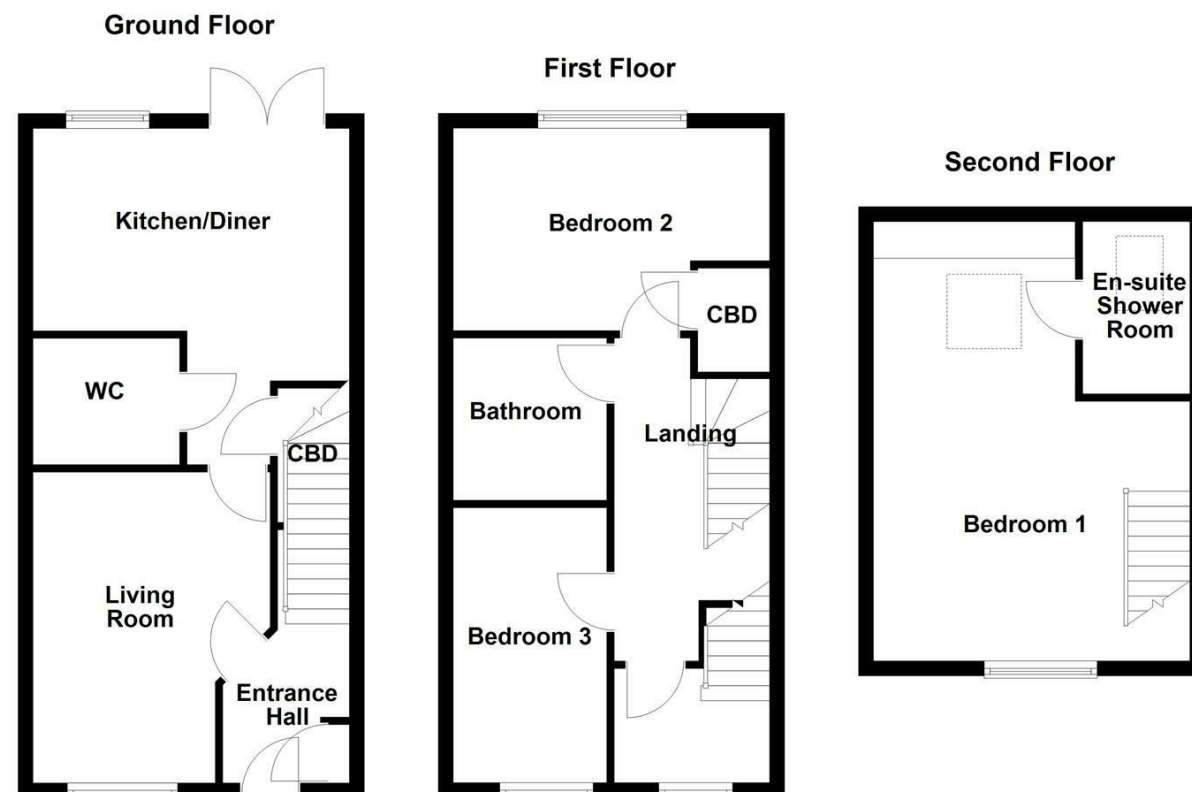 Ground Floor
Kitchen/Diner
WC
CBD
Living
Room
Entrance
Hall
First Floor
Bedroom 2
CBD
Bathroom
Landing
Bedroom 3
Second Floor
En-suite
Shower
Room
Bedroom 1